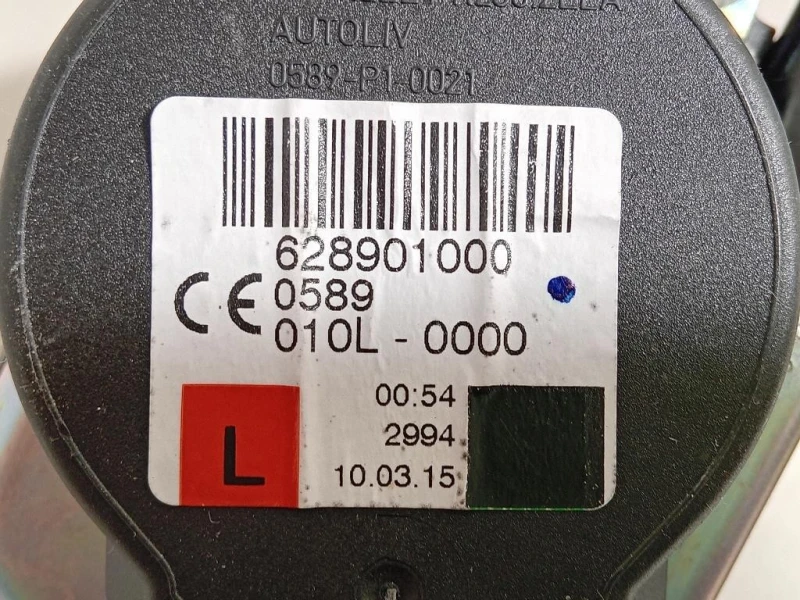 AUTOLIV
0589-P1-0021
628901000
CE 0589
010L - 0000
00:54
2994
L
10.03.15